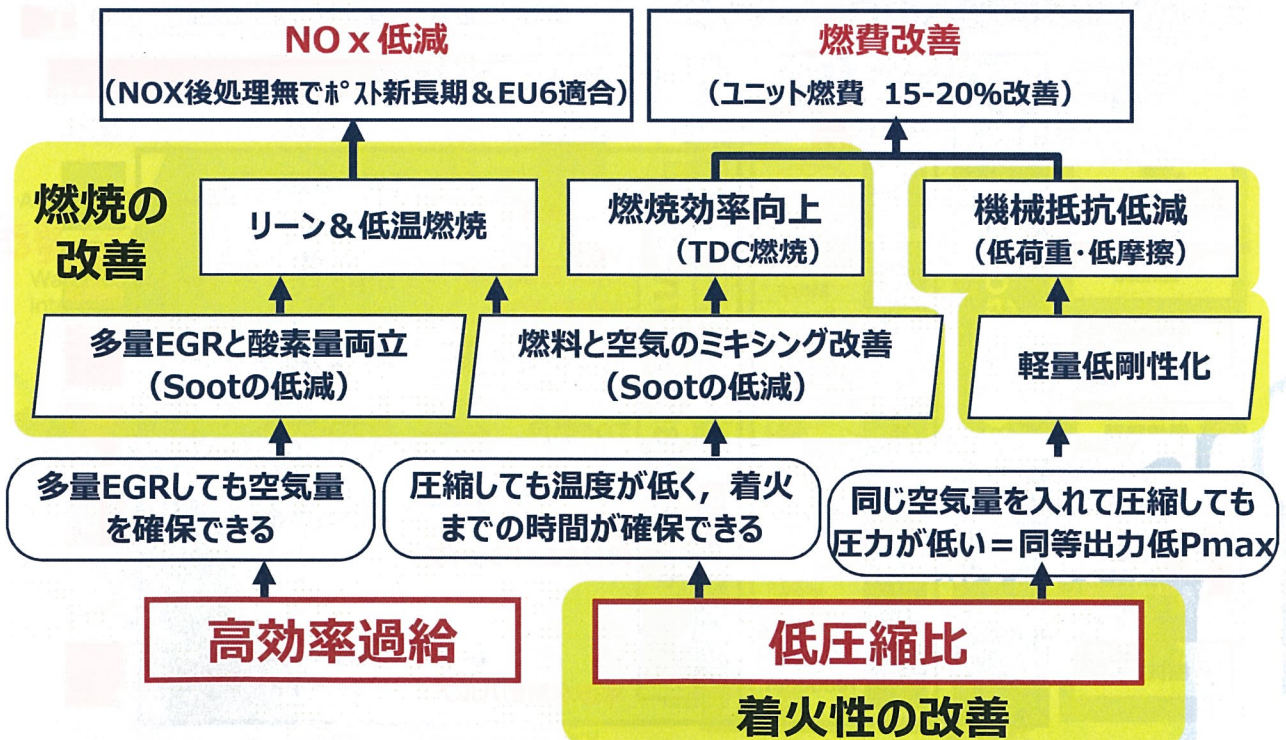 NOx低減
(NOX後処理無でﾎﾟｽﾄ新長期＆EU6適合)
燃費改善
(ユニット燃費 15-20%改善)
燃焼の
改善
リーン＆低温燃焼
燃焼効率向上
(TDC燃焼)
機械抵抗低減
(低荷重・低摩擦)
多量EGRと酸素量両立
(Sootの低減)
燃料と空気のミキシング改善
(Sootの低減)
軽量低剛性化
多量EGRしても空気量
を確保できる
圧縮しても温度が低く，着火
までの時間が確保できる
同じ空気量を入れて圧縮しても
圧力が低い＝同等出力低Pmax
高効率過給
低圧縮比
着火性の改善